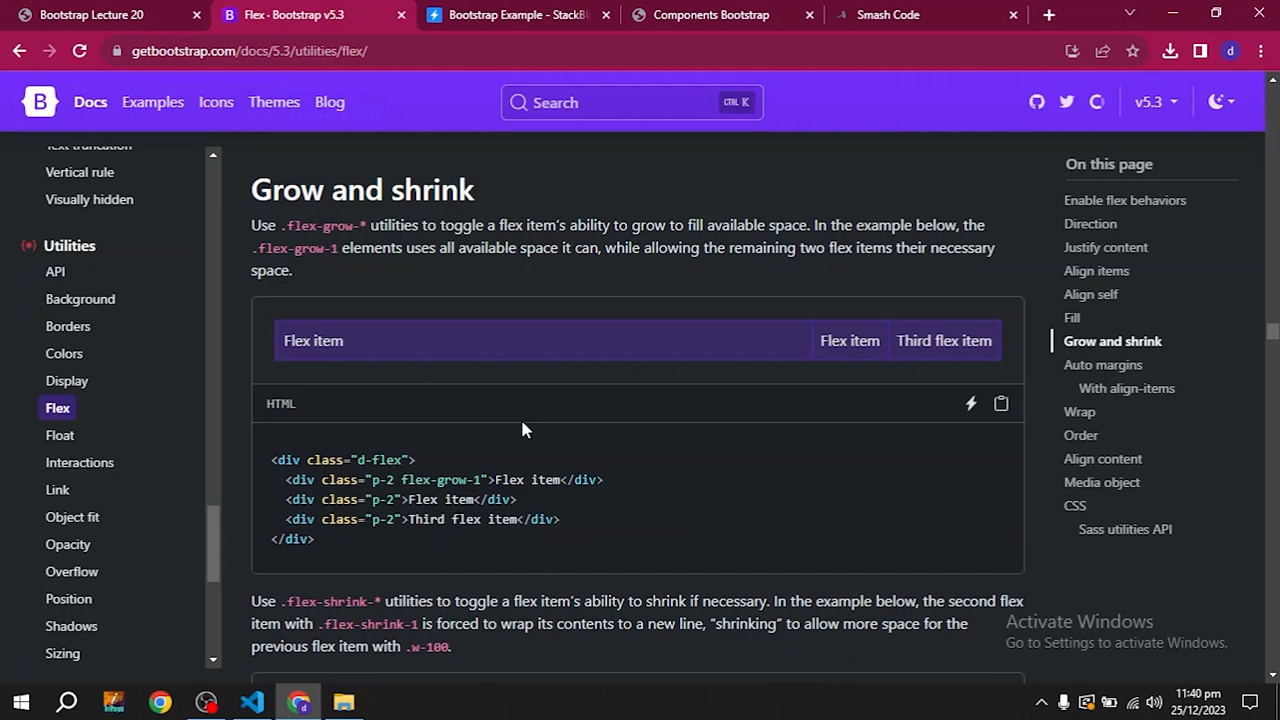 Bootstrap Lecture 20
Flex · Bootstrap v5.3
Bootstrap Example - StackBl
Components Bootstrap
Smash Code
getbootstrap.com/docs/5.3/utilities/flex/
d
B
Docs
Examples
Icons
Themes
Blog
Search
CTRL K
v5.3
Text truncation
Vertical rule
Visually hidden
Utilities
API
Background
Borders
Colors
Display
Flex
Float
Interactions
Link
Object fit
Opacity
Overflow
Position
Shadows
Sizing
Grow and shrink
Use .flex-grow-* utilities to toggle a flex item's ability to grow to fill available space. In the example below, the
.flex-grow-1 elements uses all available space it can, while allowing the remaining two flex items their necessary
space.
Flex item
Flex item
Third flex item
HTML
<div class="d-flex">
<div class="p-2 flex-grow-1">Flex item</div>
<div class="p-2">Flex item</div>
<div class="p-2">Third flex item</div>
</div>
Use .flex-shrink-* utilities to toggle a flex item's ability to shrink if necessary. In the example below, the second flex
item with .flex-shrink-1 is forced to wrap its contents to a new line, "shrinking" to allow more space for the
previous flex item with .w-100.
On this page
Enable flex behaviors
Direction
Justify content
Align items
Align self
Fill
Grow and shrink
Auto margins
With align-items
Wrap
Order
Align content
Media object
CSS
Sass utilities API
Activate Windows
Go to Settings to activate Windows.
11:40 pm
25/12/2023